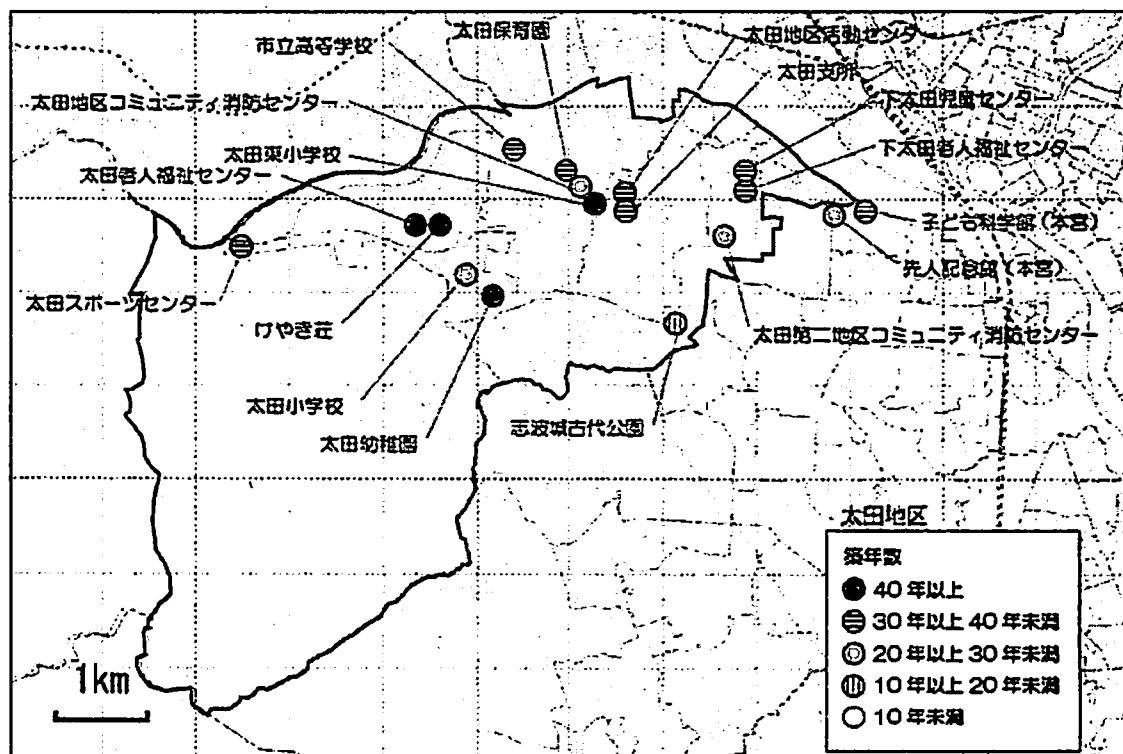 太田保育園
太田地区活動センタ
市立高等学校
太田支所
太田地区コミュニティ消防センター
下太田児童センター
太田東小学校
下太田老人福祉センター
太田老人福祉センター
子ども科学館(本宮)
先人記念館(本宮)
太田スポーツセンター
けやき荘
太田第二地区コミュニティ消防センター
太田小学校
志波城古代公園
太田幼稚園
太田地区
築年数
40年以上
30年以上40年未満
20年以上30年未満
10年以上20年未満
10年未満
1km